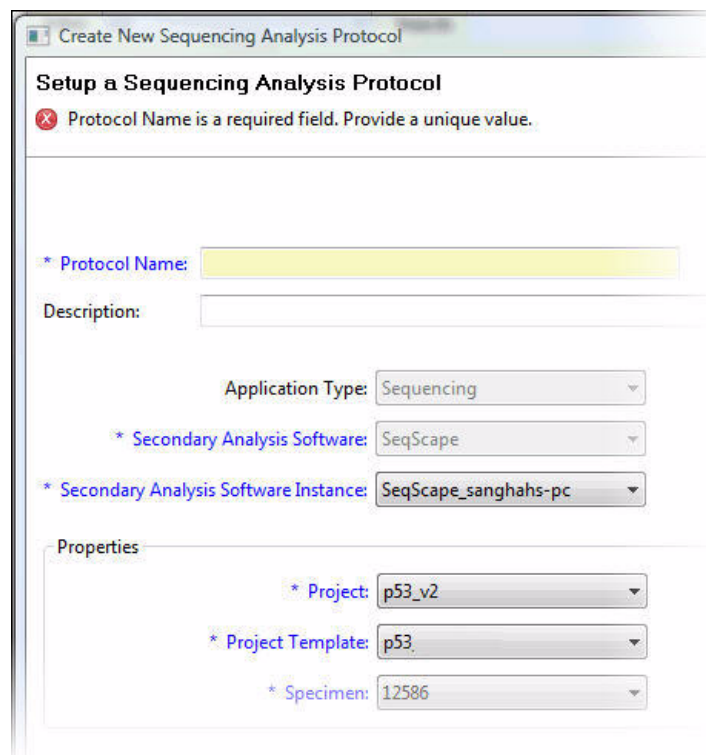 Create New Sequencing Analysis Protocol
Setup a Sequencing Analysis Protocol
Protocol Name is a required field. Provide a unique value.
* Protocol Name:
Description:
Application Type: Sequencing
* Secondary Analysis Software: SeqScape
* Secondary Analysis Software Instance: SeqScape_sanghahs-pc
Properties
* Project: p53_v2
* Project Template: p53
* Specimen: 12586